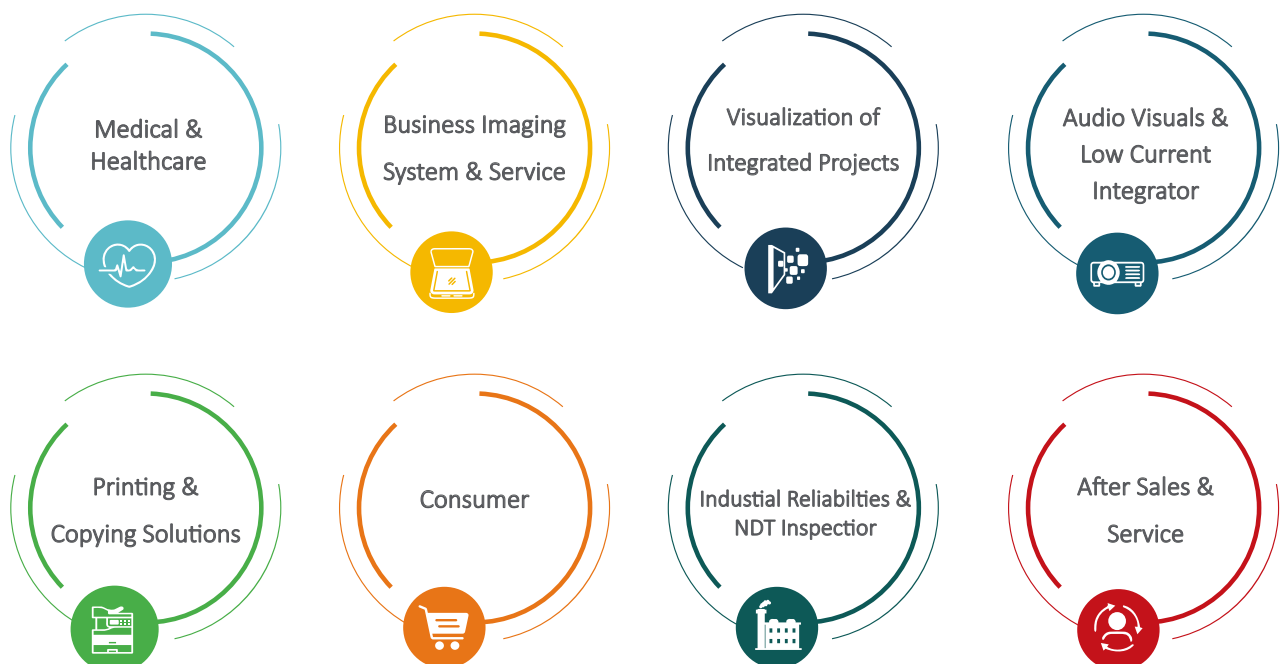 Medical &
Healthcare
Business Imaging
System & Service
Visualization of
Integrated Projects
Audio Visuals &
Low Current
Integrator
Printing &
Copying Solutions
Consumer
Industial Reliabilties &
NDT Inspectior
After Sales &
Service